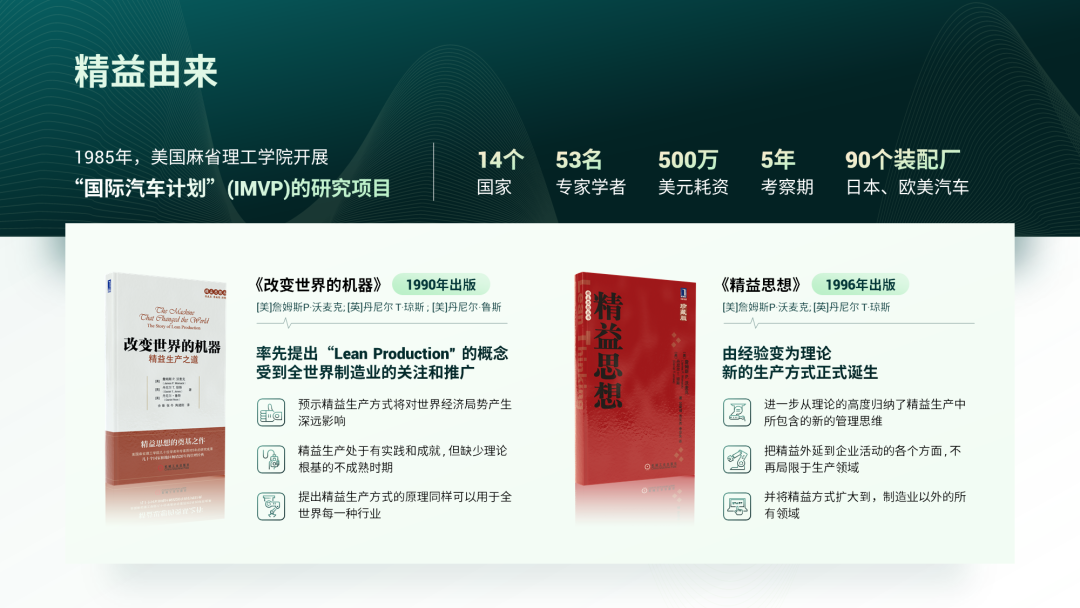 精益由来
1985年，美国麻省理工学院开展
“国际汽车计划”(IMVP)的研究项目
14个
国家
53名
专家学者
500万
美元耗资
5年
考察期
90个装配厂
日本、欧美汽车
The Machine
That Changed the World
The Story of Lean Production
改变世界的机器
精益生产之道
精益思想的奠基之作
《改变世界的机器》
1990年出版
[美]詹姆斯P·沃麦克; [英]丹尼尔 T·琼斯 ; [美]丹尼尔·鲁斯
率先提出“Lean Production" 的概念
受到全世界制造业的关注和推广
预示精益生产方式将对世界经济局势产生
深远影响
精益生产处于有实践和成就，但缺少理论
根基的不成熟时期
提出精益生产方式的原理同样可以用于全
世界每一种行业
精益思想
珍藏版
《精益思想》
1996年出版
[美]詹姆斯P·沃麦克; [英]丹尼尔 T·琼斯
由经验变为理论
新的生产方式正式诞生
进一步从理论的高度归纳了精益生产中
所包含的新的管理思维
把精益外延到企业活动的各个方面，不
再局限于生产领域
并将精益方式扩大到，制造业以外的所
有领域